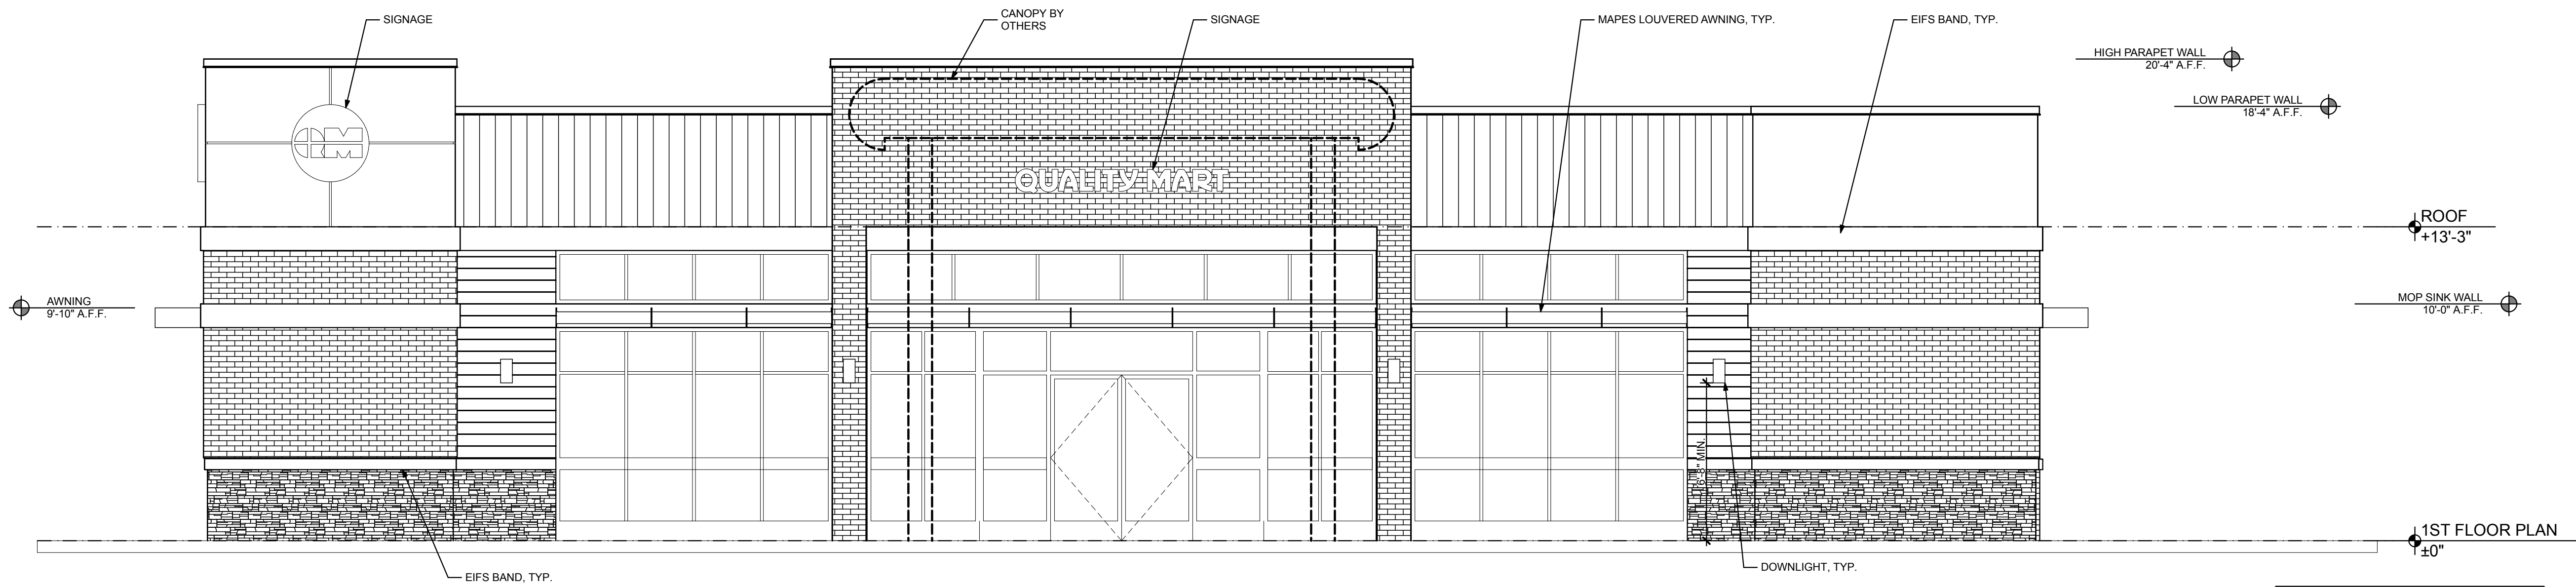 SIGNAGE
CANOPY BY
OTHERS
SIGNAGE
MAPES LOUVERED AWNING, TYP.
EIFS BAND, TYP.
HIGH PARAPET WALL
20'-4" A.F.F.
LOW PARAPET WALL
18'-4" A.F.F.
QM
QUALITY MART
ROOF
+13'-3"
AWNING
9'-10" A.F.F.
MOP SINK WALL
10'-0" A.F.F.
6'-8" MIN.
1ST FLOOR PLAN
±0"
EIFS BAND, TYP.
DOWNLIGHT, TYP.